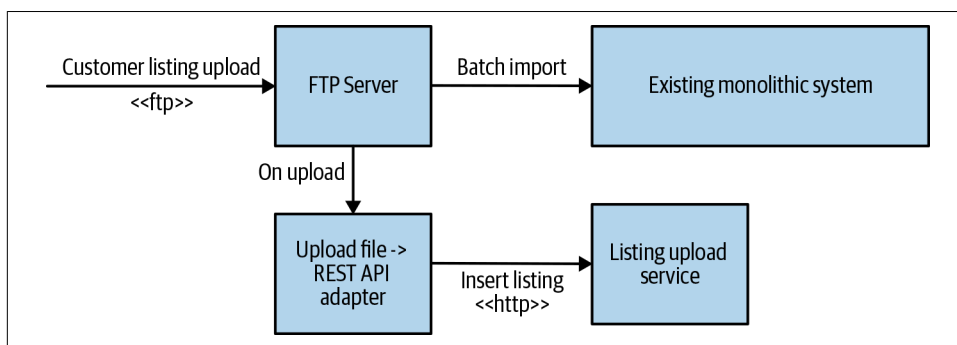 Customer listing upload
<<ftp>>
FTP Server
Batch import
Existing monolithic system
On upload
Upload file ->
REST API
adapter
Insert listing
<<http>>
Listing upload
service